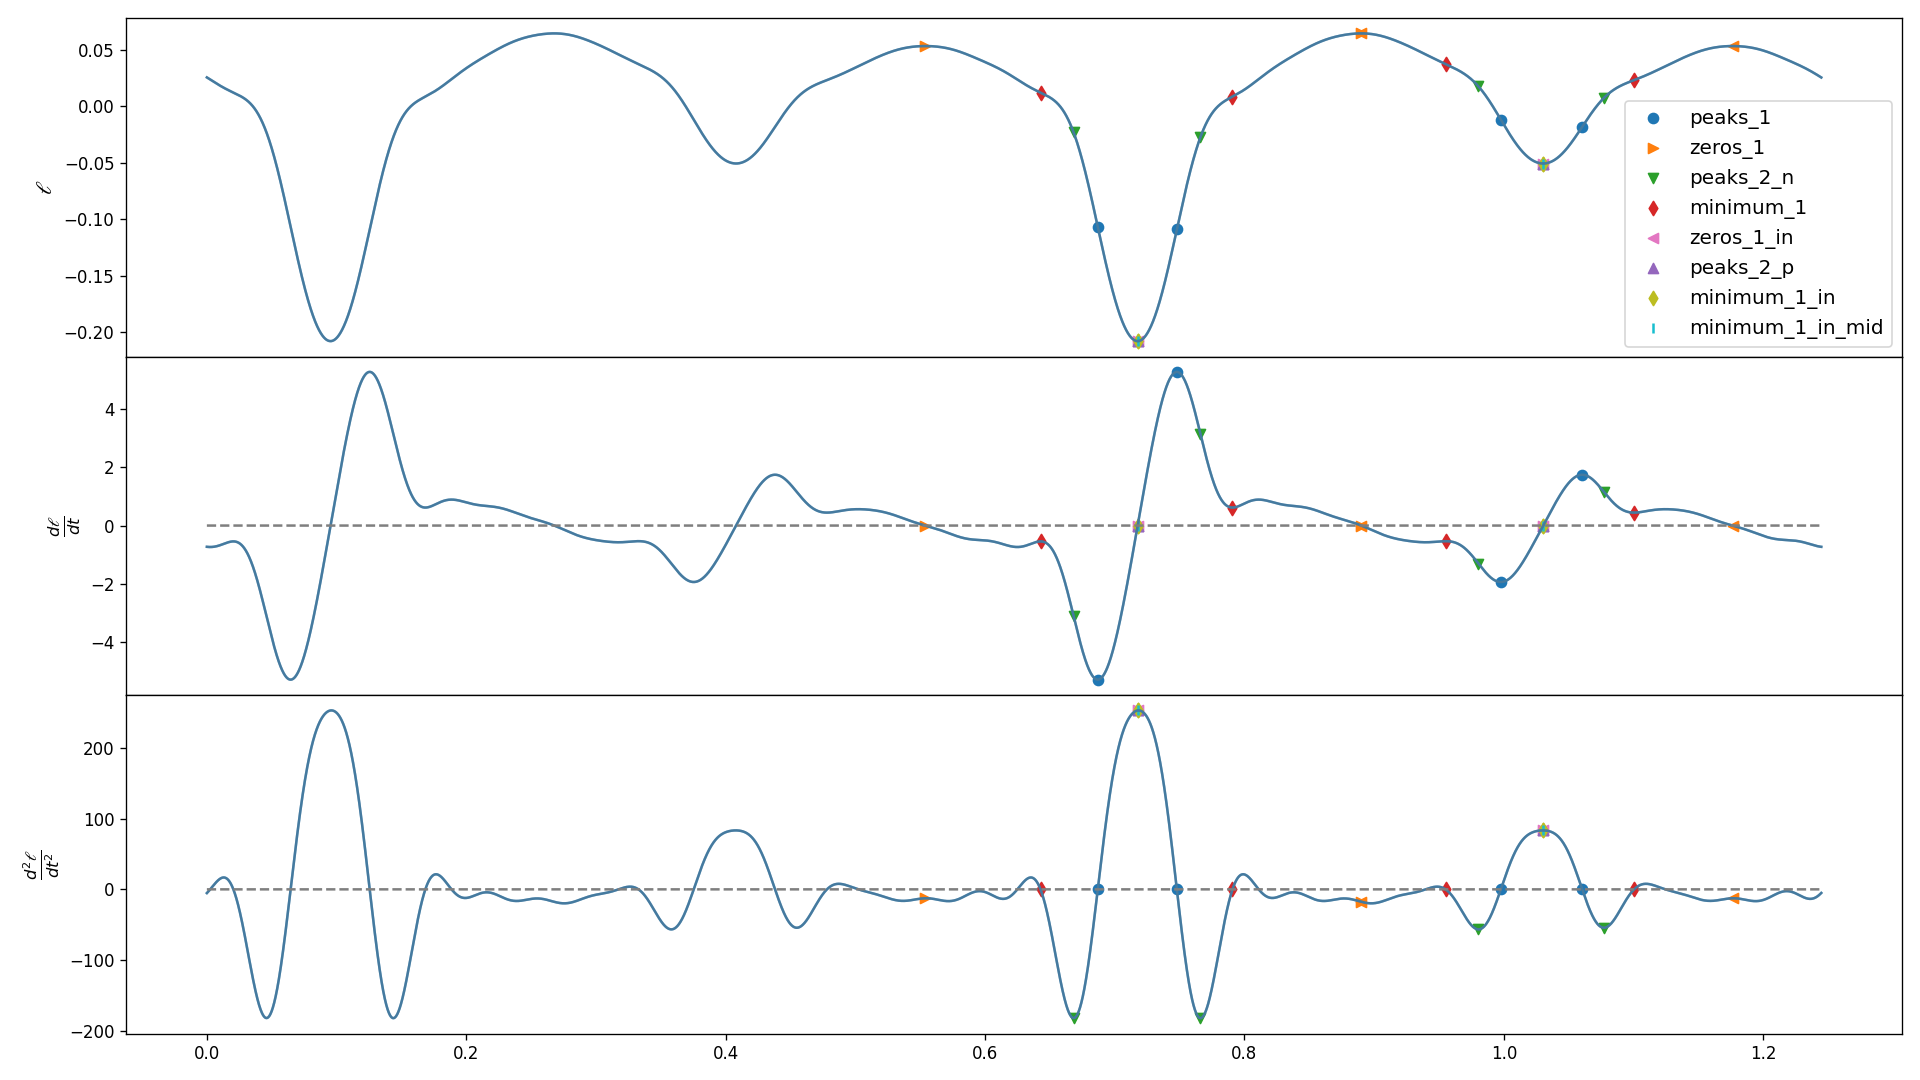 0.05
0.00
−0.05
−0.10
−0.15
−0.20
ℓ
peaks_1
zeros_1
peaks_2_n
minimum_1
zeros_1_in
peaks_2_p
minimum_1_in
minimum_1_in_mid
4
2
0
−2
−4
dℓ
dt
200
100
0
−100
−200
d²ℓ
dt²
0.0 0.2 0.4 0.6 0.8 1.0 1.2